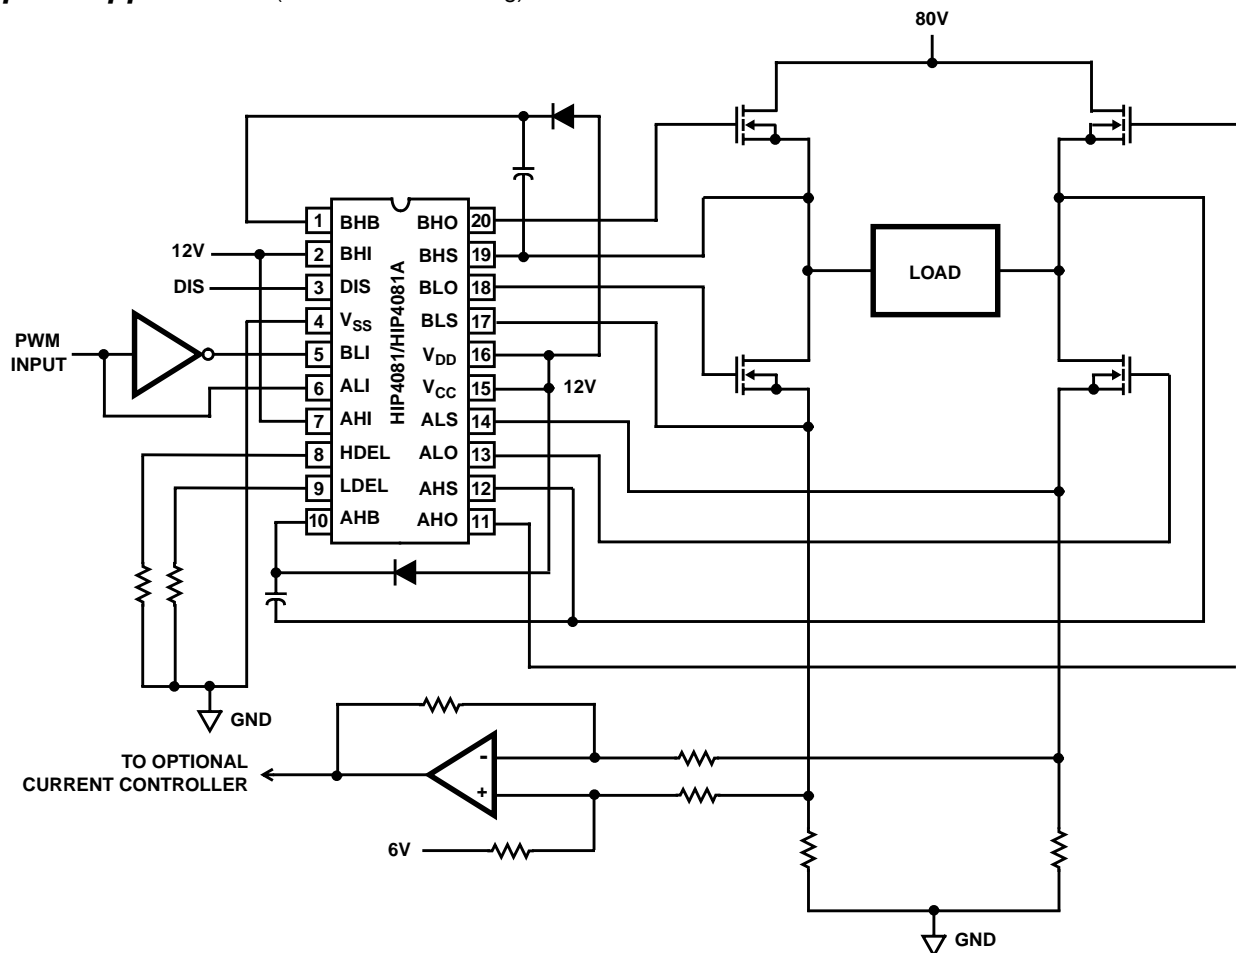 80V
1 BHB BHO 20
12V 2 BHI BHS 19
DIS 3 DIS BLO 18
4 VSS BLS 17
PWM
INPUT
5 BLI VDD 16
6 ALI VCC 15 12V
7 AHI ALS 14
8 HDEL ALO 13
9 LDEL AHS 12
10 AHB AHO 11
HIP4081/HIP4081A
LOAD
GND
TO OPTIONAL
CURRENT CONTROLLER
-
+
6V
GND